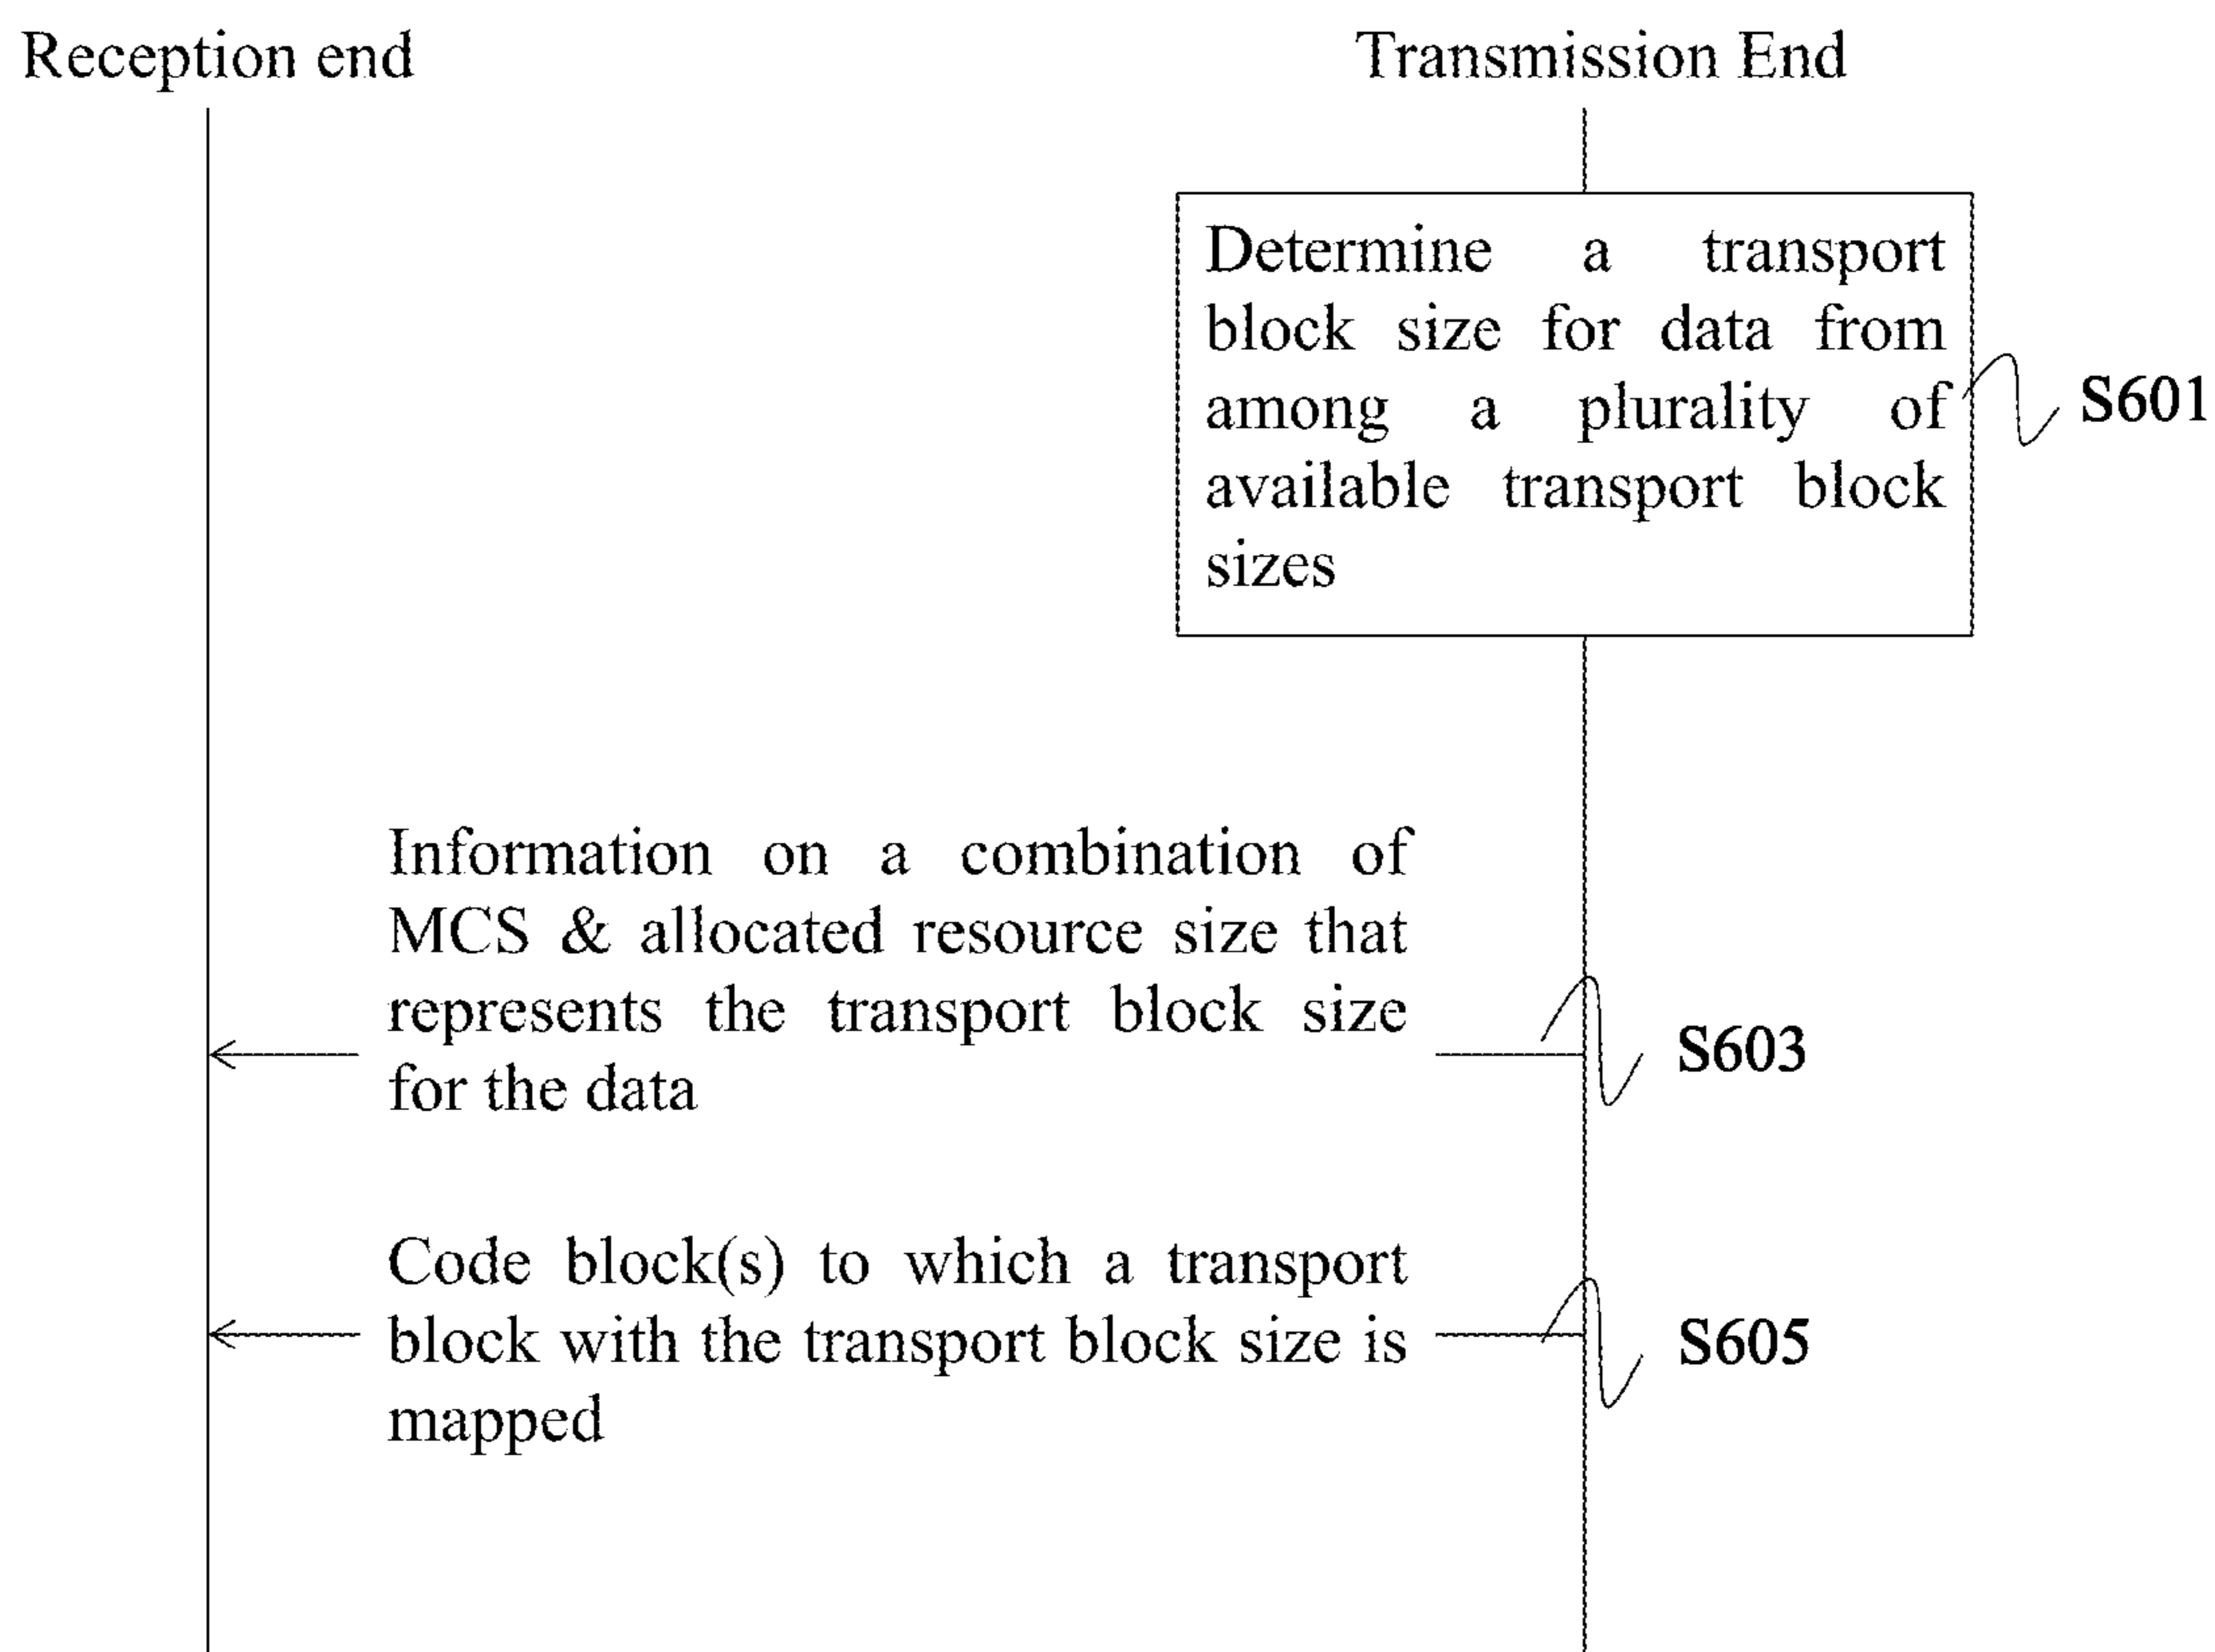 Reception end
Transmission End
Determine a transport
block size for data from
among a plurality of
available transport block
sizes
S601
Information on a combination of
MCS & allocated resource size that
represents the transport block size
for the data
S603
Code block(s) to which a transport
block with the transport block size is
mapped
S605